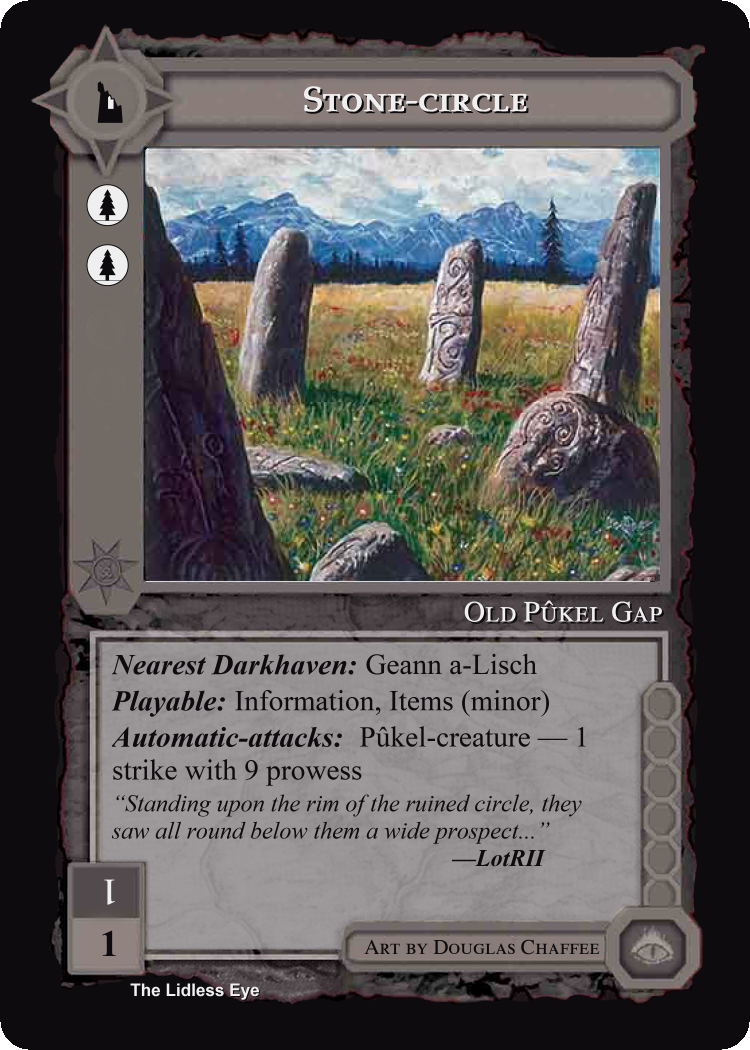 Stone-circle
Old Pûkel Gap
Nearest Darkhaven: Geann a-Lisch
Playable: Information, Items (minor)
Automatic-attacks: Pûkel-creature — 1
strike with 9 prowess
“Standing upon the rim of the ruined circle, they
saw all round below them a wide prospect...”
—LotRII
1
1
Art by Douglas Chaffee
The Lidless Eye